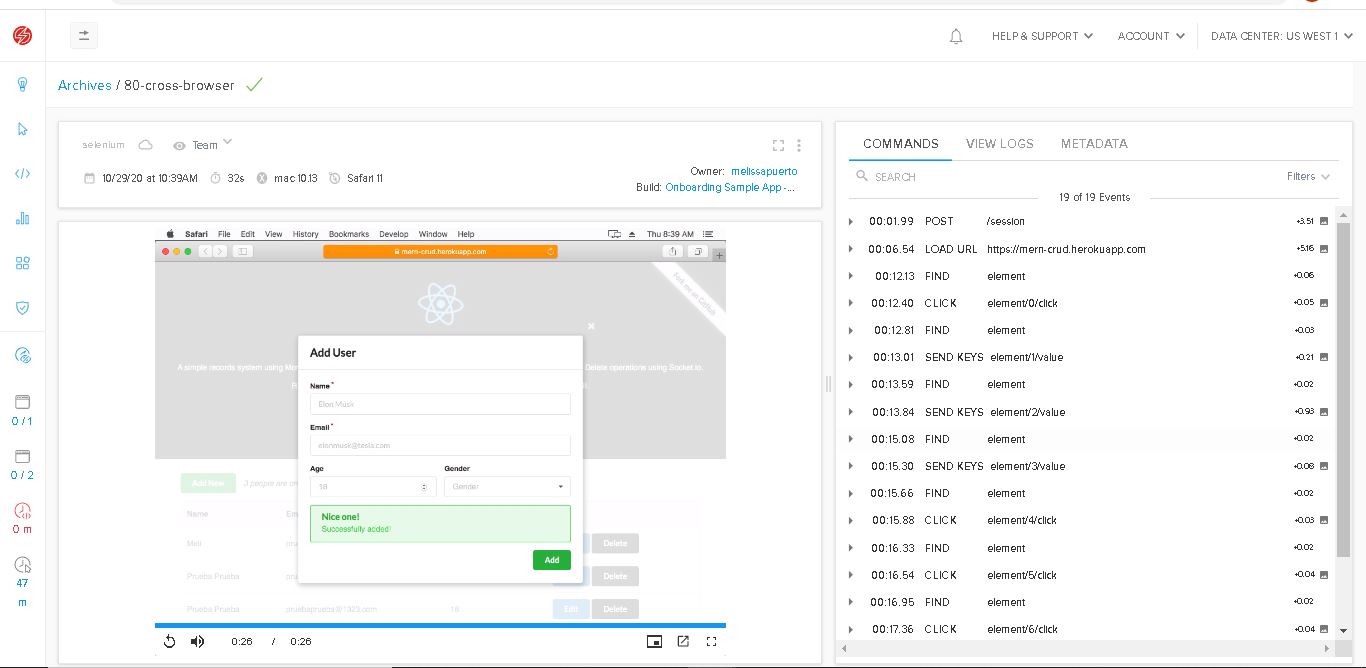 HELP & SUPPORT
ACCOUNT
DATA CENTER: US WEST 1
Archives / 80-cross-browser
selenium
Team
10/29/20 at 10:39AM
32s
mac 10.13
Safari 11
Owner: melissapuerto
Build: Onboarding Sample App -...
0 / 1
0 / 2
0 m
47
m
Safari File Edit View History Bookmarks Develop Window Help
Thu 8:39 AM
mern-crud.herokuapp.com
Fork me on GitHub
A simple records system using
Delete operations using Socket.io.
Add User
Name*
Elon Musk
Email*
elonmusk@tesla.com
Age
Gender
18
Gender
Nice one!
Successfully added!
Add
Add New
3 people are
Name
Meli
Delete
Prueba Prueba
Delete
Prueba Prueba
pruebaprueba@1323.com
18
Edit
Delete
0:26 / 0:26
COMMANDS
VIEW LOGS
METADATA
SEARCH
Filters
19 of 19 Events
00:01.99 POST /session +3.51
00:06.54 LOAD URL https://mern-crud.herokuapp.com +5.16
00:12.13 FIND element +0.06
00:12.40 CLICK element/0/click +0.05
00:12.81 FIND element +0.03
00:13.01 SEND KEYS element/1/value +0.21
00:13.59 FIND element +0.02
00:13.84 SEND KEYS element/2/value +0.93
00:15.08 FIND element +0.02
00:15.30 SEND KEYS element/3/value +0.08
00:15.66 FIND element +0.02
00:15.88 CLICK element/4/click +0.03
00:16.33 FIND element +0.02
00:16.54 CLICK element/5/click +0.04
00:16.95 FIND element +0.02
00:17.36 CLICK element/6/click +0.04